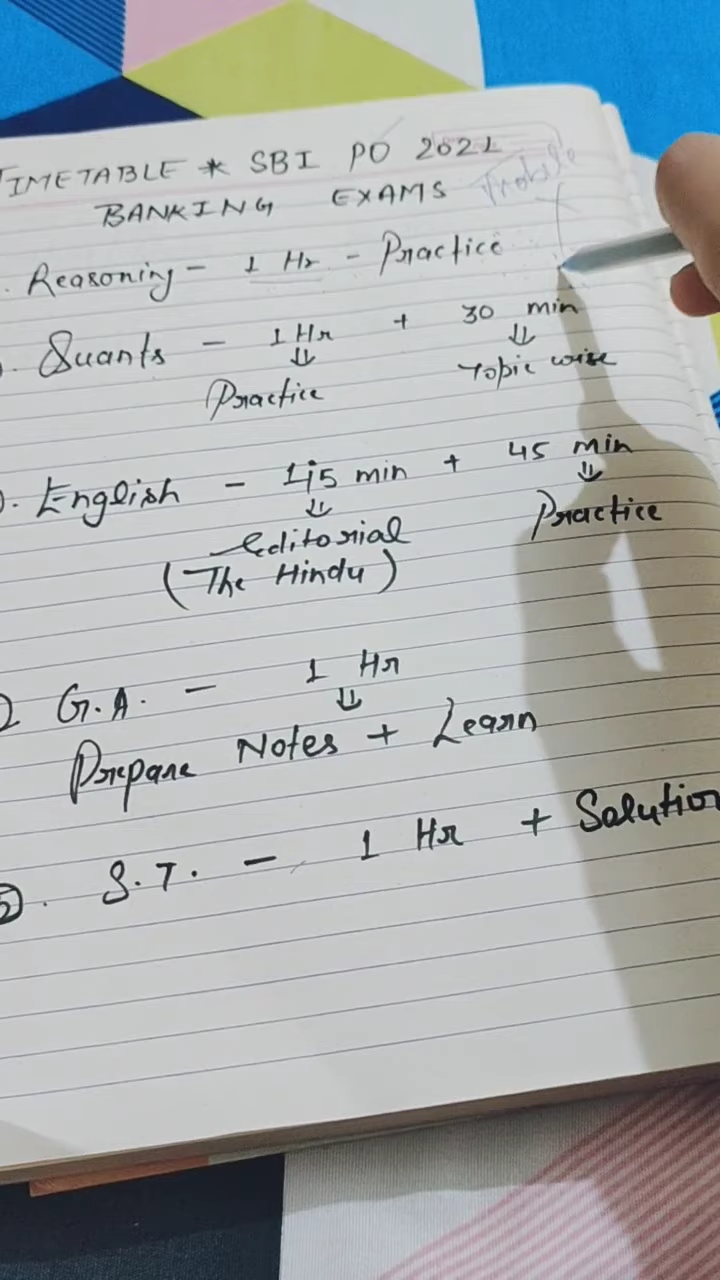 TIMETABLE * SBI PO 2021
BANKING EXAMS
. Reasoning - 1 Hr - Practice
. Quants - 1 Hr + 30 min
⇓ ⇓
Practice Topic wise
. English - 15 min + 45 min
⇓ ⇓
Editorial Practice
(The Hindu)
G.A. - 1 Hr
⇓
Prepare Notes + Learn
5. S.T. - 1 Hr + Solution